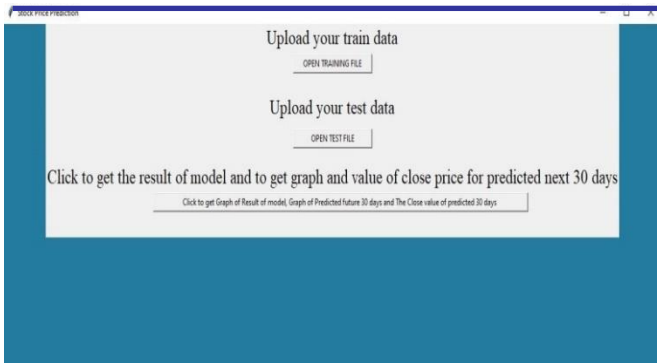 Stock Price Prediction
Upload your train data
OPEN TRAINING FILE
Upload your test data
OPEN TEST FILE
Click to get the result of model and to get graph and value of close price for predicted next 30 days
Click to get Graph of Result of model, Graph of Predicted future 30 days and The Close value of predicted 30 days